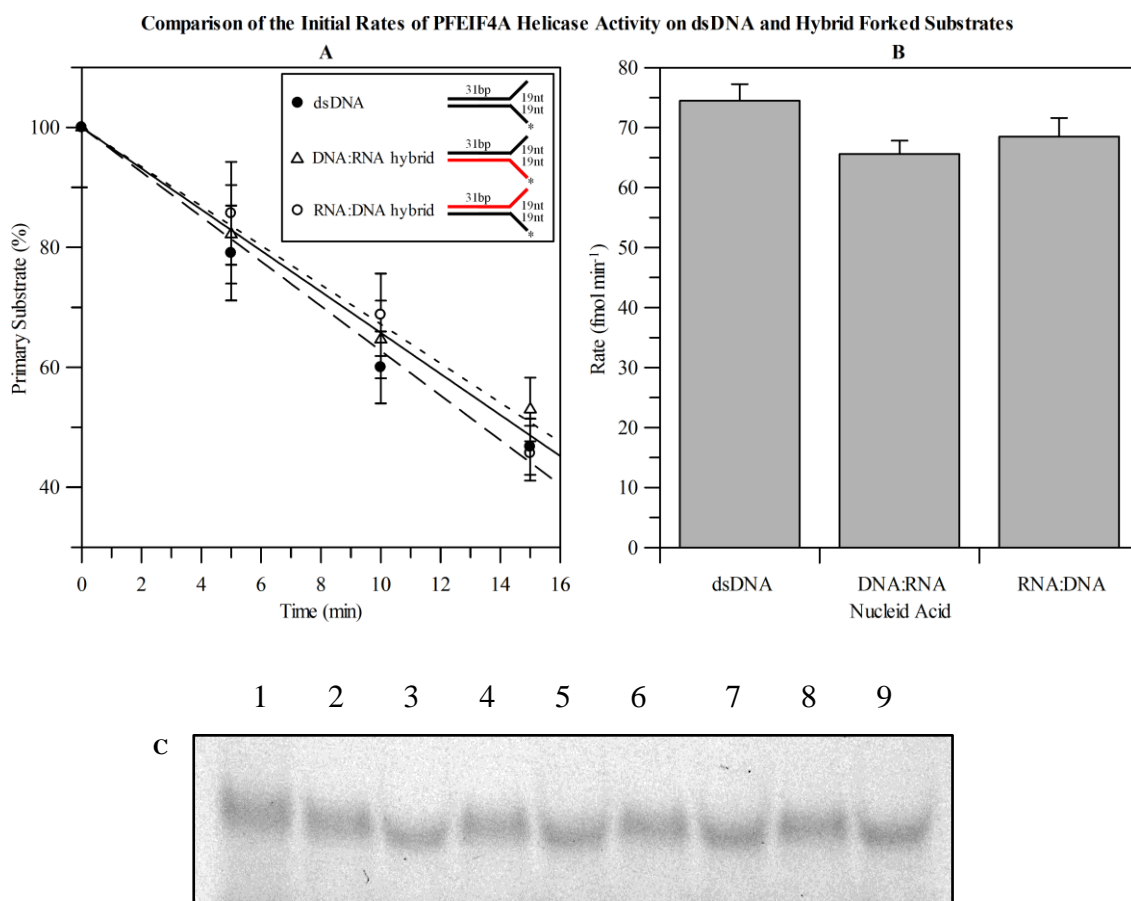 Comparison of the Initial Rates of PFEIF4A Helicase Activity on dsDNA and Hybrid Forked Substrates
A
Primary Substrate (%)
100
80
60
40
0 2 4 6 8 10 12 14 16
Time (min)
dsDNA
31bp
19nt
19nt
*
DNA:RNA hybrid
31bp
19nt
19nt
*
RNA:DNA hybrid
31bp
19nt
19nt
*
B
Rate (fmol min-1)
80
70
60
50
40
30
20
10
0
dsDNA DNA:RNA RNA:DNA
Nucleid Acid
1 2 3 4 5 6 7 8 9
C